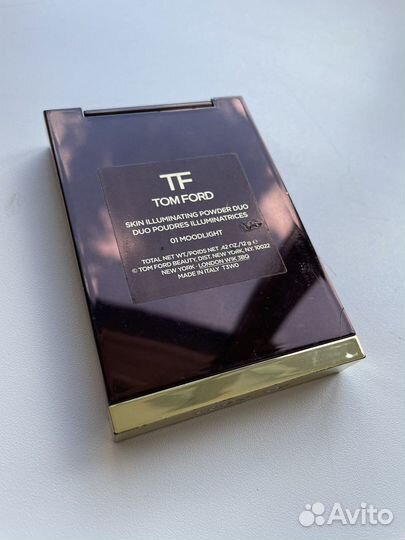 TF
TOM FORD
SKIN ILLUMINATING POWDER DUO
DUO POUDRES ILLUMINATRICES
01 MOODLIGHT
TOTAL NET WT./POIDS NET .42 OZ./12 g ℮
© TOM FORD BEAUTY, DIST. NEW YORK, N.Y. 10022
NEW YORK · LONDON W1K 3BQ
MADE IN ITALY T3W0
Avito